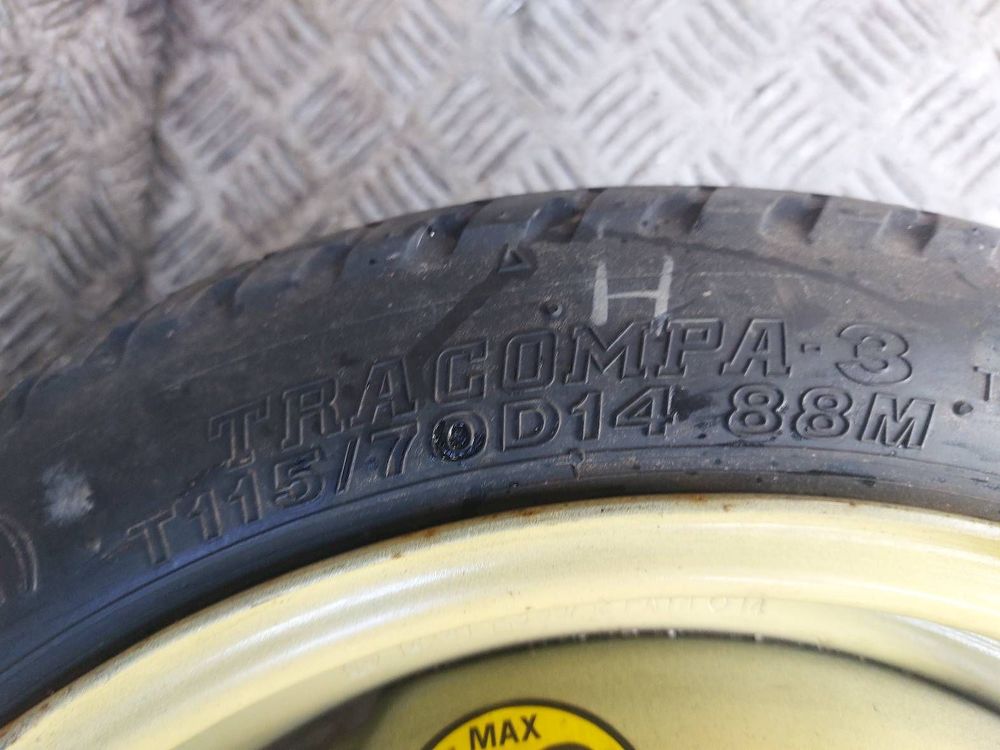 H
TRACOMPA-3
T115/70D14 88M
MAX